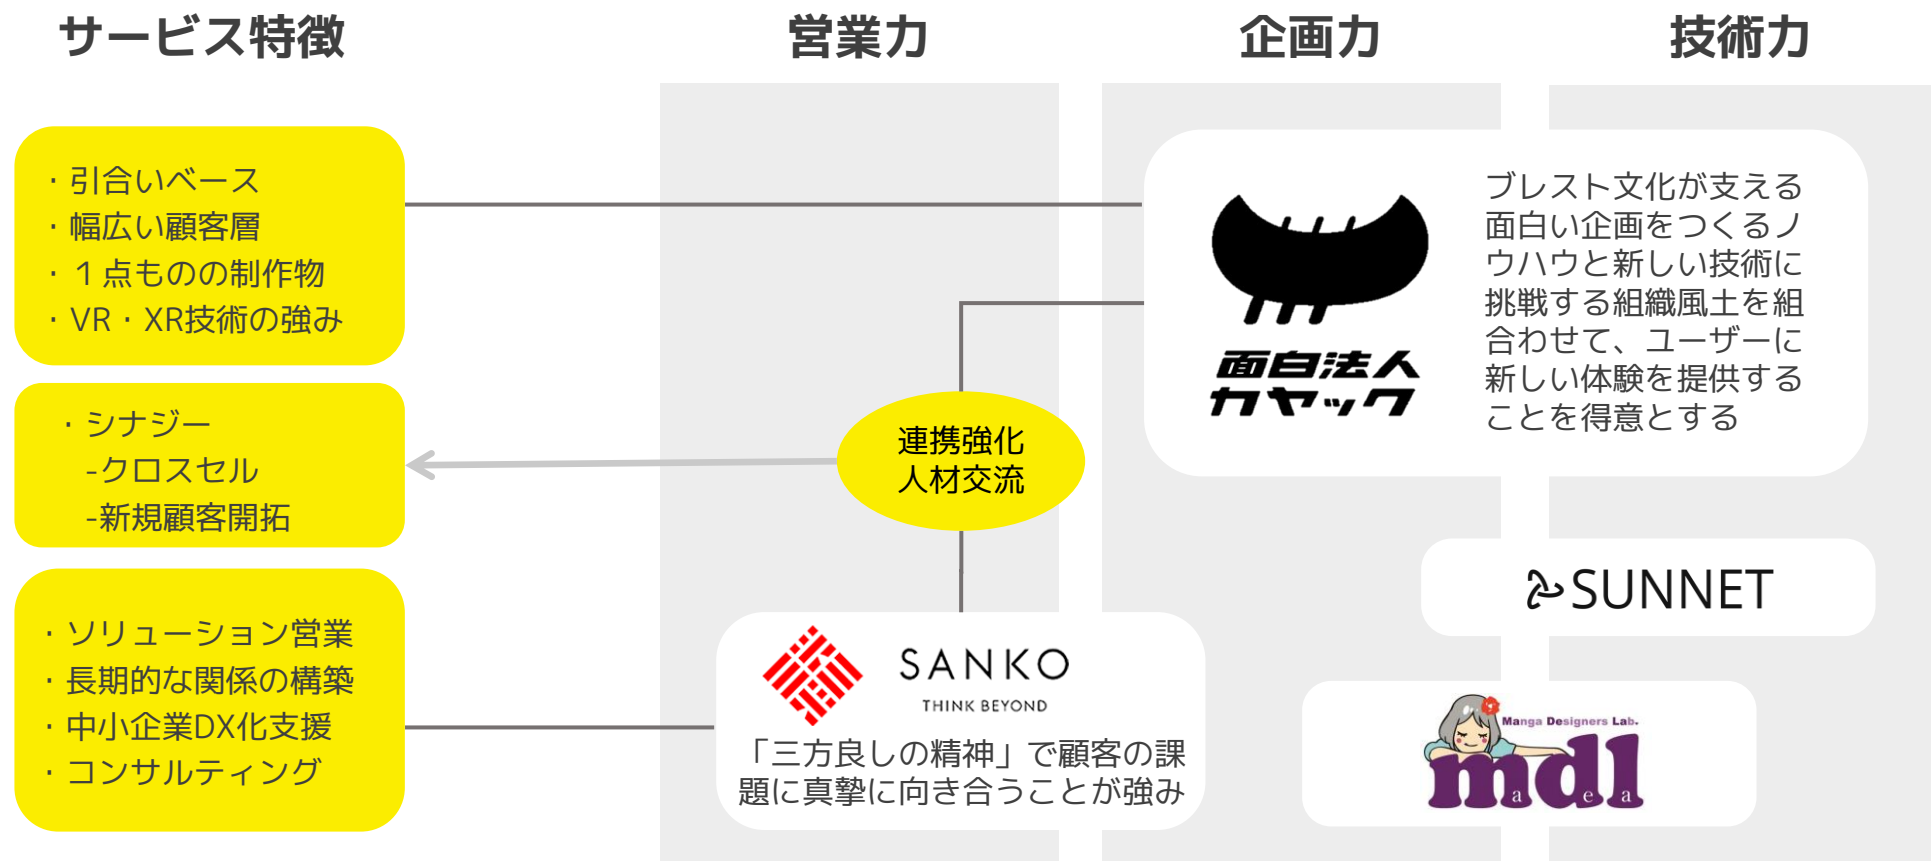 サービス特徴
営業力
企画力
技術力
・引合いベース
・幅広い顧客層
・１点ものの制作物
・VR・XR技術の強み
・シナジー
-クロスセル
-新規顧客開拓
・ソリューション営業
・長期的な関係の構築
・中小企業DX化支援
・コンサルティング
連携強化
人材交流
面白法人
カヤック
ブレスト文化が支える
面白い企画をつくるノ
ウハウと新しい技術に
挑戦する組織風土を組
合わせて、ユーザーに
新しい体験を提供する
ことを得意とする
SUNNET
SANKO
THINK BEYOND
「三方良しの精神」で顧客の課
題に真摯に向き合うことが強み
Manga Designers Lab.
mdl
a e a